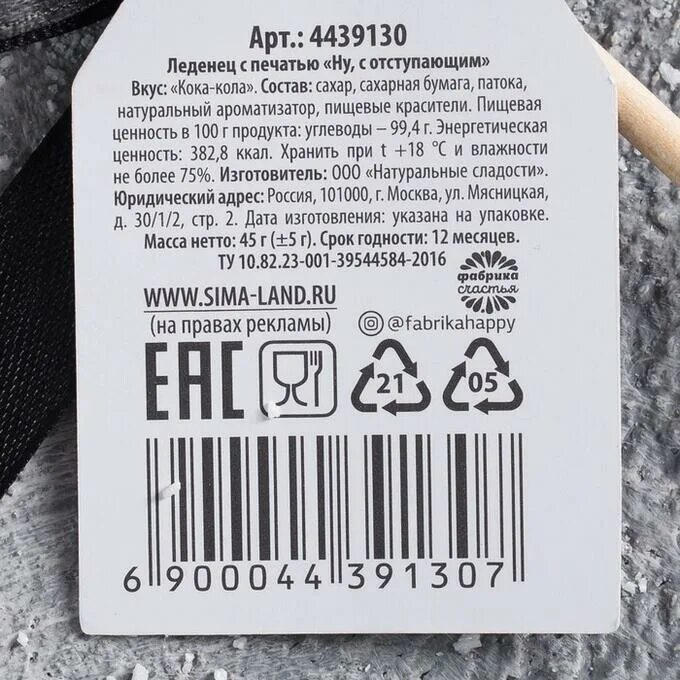 Арт.: 4439130
Леденец с печатью «Ну, с отступающим»
Вкус: «Кока-кола». Состав: сахар, сахарная бумага, патока,
натуральный ароматизатор, пищевые красители. Пищевая
ценность в 100 г продукта: углеводы – 99,4 г. Энергетическая
ценность: 382,8 ккал. Хранить при t +18 °С и влажности
не более 75%. Изготовитель: ООО «Натуральные сладости».
Юридический адрес: Россия, 101000, г. Москва, ул. Мясницкая,
д. 30/1/2, стр. 2. Дата изготовления: указана на упаковке.
Масса нетто: 45 г (±5 г). Срок годности: 12 месяцев.
ТУ 10.82.23-001-39544584-2016
фабрика
счастья
WWW.SIMA-LAND.RU
(на правах рекламы)
@fabrikahappy
EAC
21
05
6 900044 391307